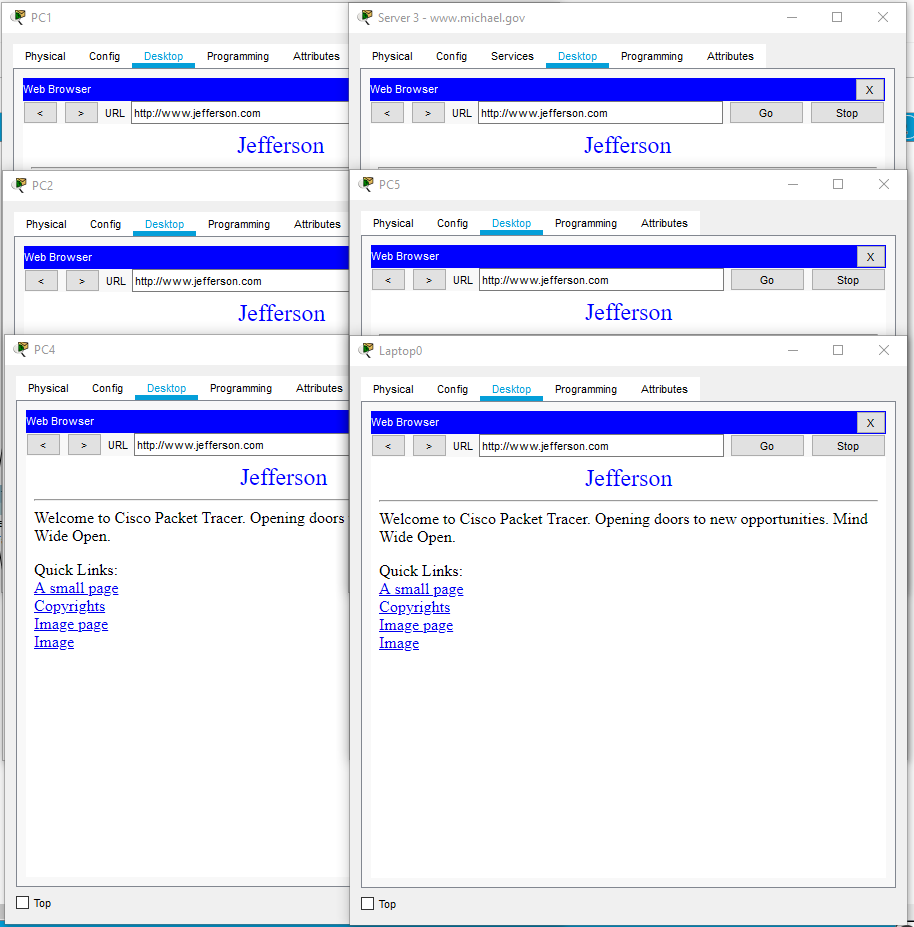 PC1
Physical Config Desktop Programming Attributes
Web Browser
< > URL http://www.jefferson.com
Jefferson
Server 3 - www.michael.gov
Physical Config Services Desktop Programming Attributes
Web Browser X
< > URL http://www.jefferson.com Go Stop
Jefferson
PC2
Physical Config Desktop Programming Attributes
Web Browser
< > URL http://www.jefferson.com
Jefferson
PC5
Physical Config Desktop Programming Attributes
Web Browser X
< > URL http://www.jefferson.com Go Stop
Jefferson
PC4
Physical Config Desktop Programming Attributes
Web Browser
< > URL http://www.jefferson.com
Jefferson
Welcome to Cisco Packet Tracer. Opening doors
Wide Open.
Quick Links:
A small page
Copyrights
Image page
Image
Top
Laptop0
Physical Config Desktop Programming Attributes
Web Browser X
< > URL http://www.jefferson.com Go Stop
Jefferson
Welcome to Cisco Packet Tracer. Opening doors to new opportunities. Mind
Wide Open.
Quick Links:
A small page
Copyrights
Image page
Image
Top